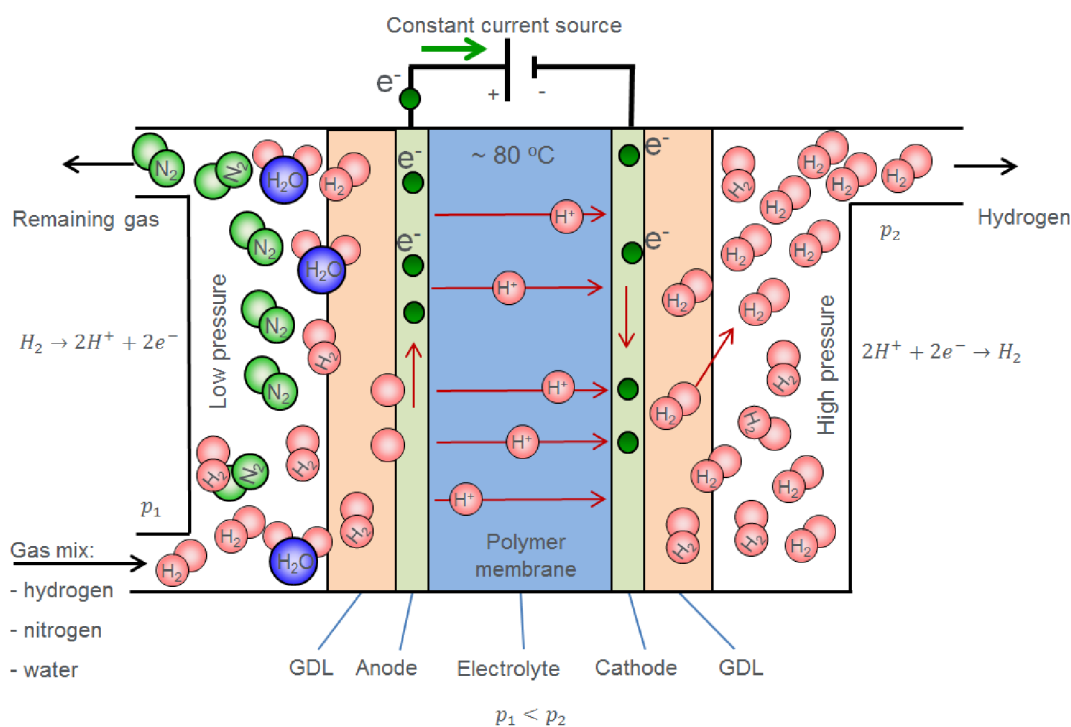 Constant current source
e-
+ -
~ 80 °C
e- e-
N₂ N₂ H₂O H₂ H₂ H₂ H₂ H₂ H₂
H⁺
Remaining gas
Hydrogen
p₂
e- e-
N₂ H₂O H₂ H₂ H₂
H⁺
H₂ H₂
N₂ H₂
Low pressure
High pressure
H₂ → 2H⁺ + 2e⁻
2H⁺ + 2e⁻ → H₂
N₂ H₂
H⁺
H₂ H₂
H₂ N₂ H₂
H⁺
H₂ H₂
p₁
H⁺
H₂ H₂ H₂
H₂ H₂O
Polymer
membrane
H₂ H₂ H₂
Gas mix:
- hydrogen
- nitrogen
- water
GDL Anode Electrolyte Cathode GDL
p₁ < p₂